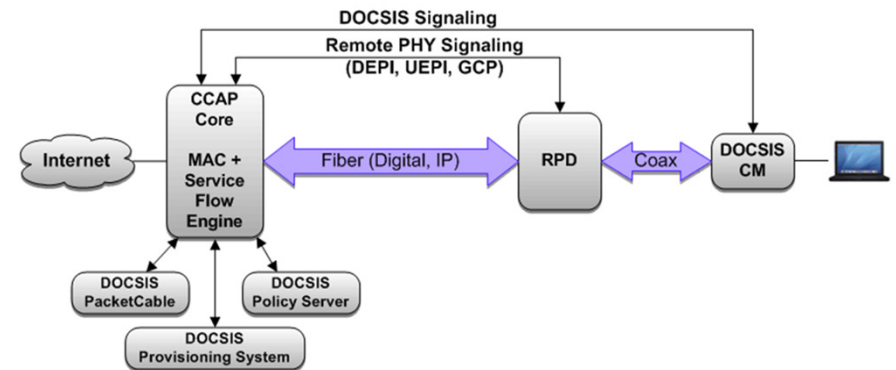 DOCSIS Signaling
Remote PHY Signaling
(DEPI, UEPI, GCP)
CCAP
Core
MAC +
Service
Flow
Engine
Internet
Fiber (Digital, IP)
RPD
Coax
DOCSIS
CM
DOCSIS
PacketCable
DOCSIS
Policy Server
DOCSIS
Provisioning System